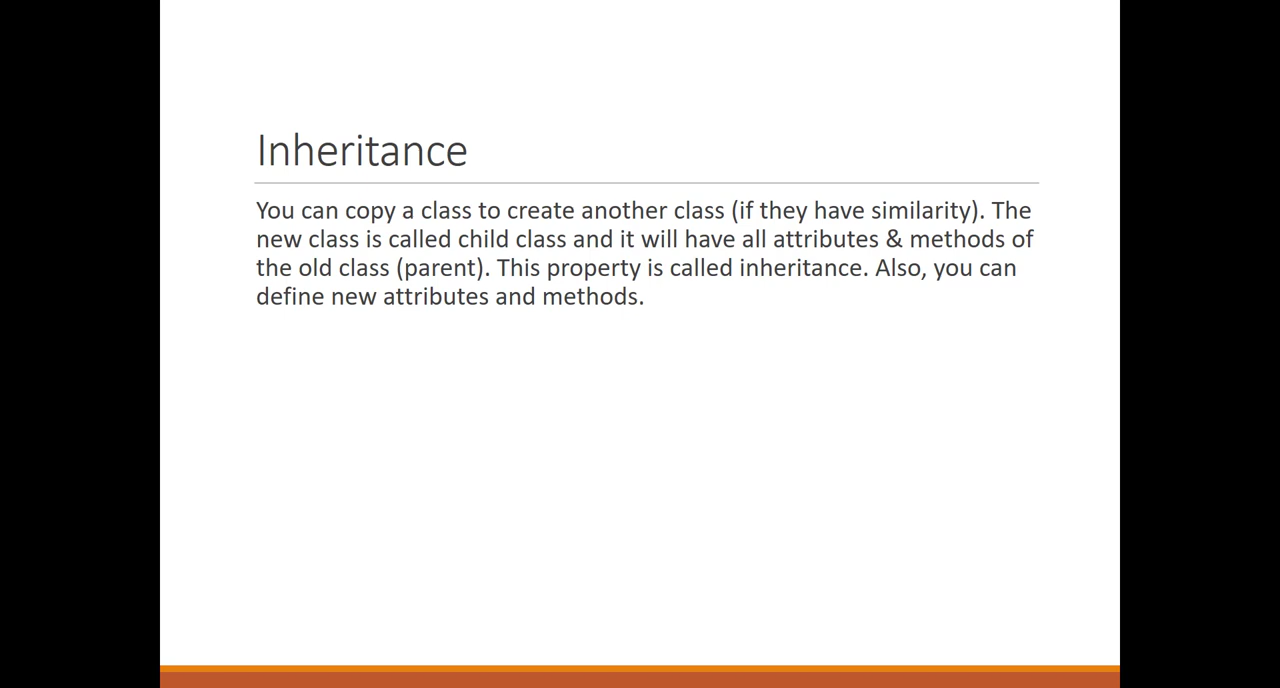 Inheritance
You can copy a class to create another class (if they have similarity). The
new class is called child class and it will have all attributes & methods of
the old class (parent). This property is called inheritance. Also, you can
define new attributes and methods.